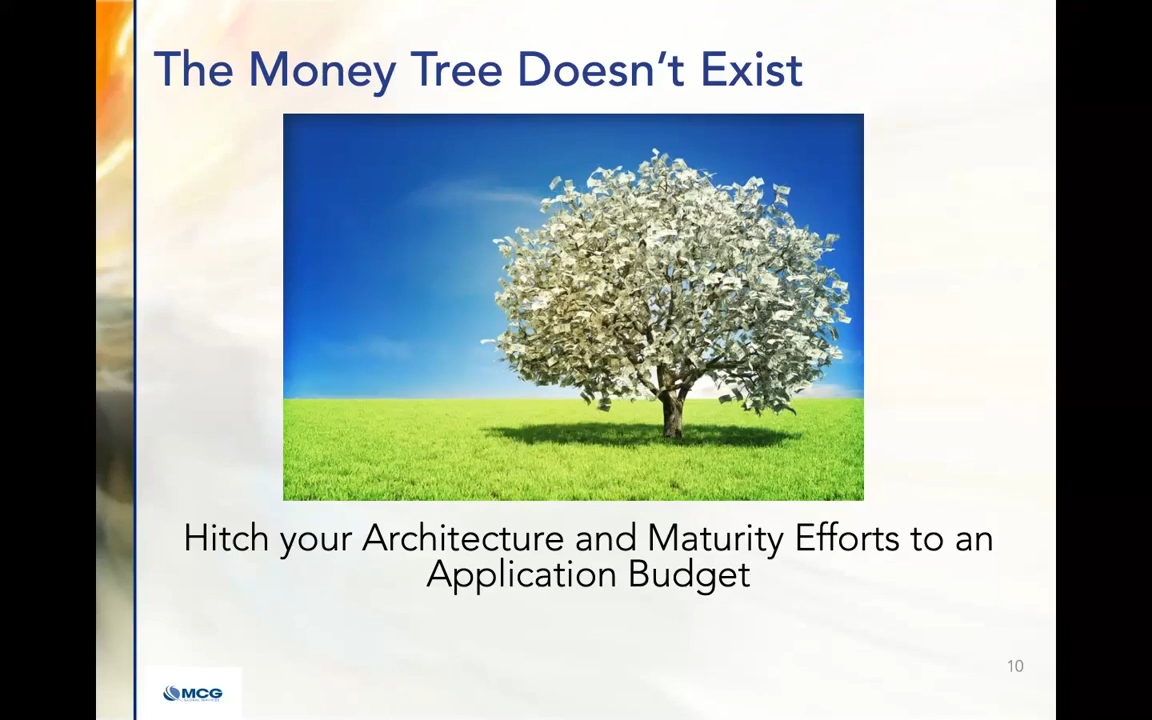 The Money Tree Doesn't Exist
Hitch your Architecture and Maturity Efforts to an
Application Budget
10
MCG